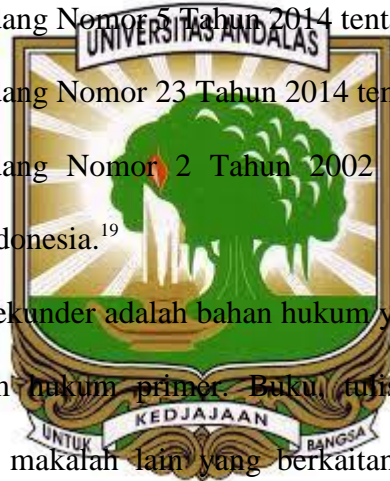 ang Nomor 5 Tahun 2014 tent
UNIVERSITAS ANDALAS
ang Nomor 23 Tahun 2014 ten
ang Nomor 2 Tahun 2002
donesia.¹⁹
ekunder adalah bahan hukum y
hukum primer. Buku, tulis
KEDJAJAAN
UNTUK BANGSA
makalah lain yang berkaitan